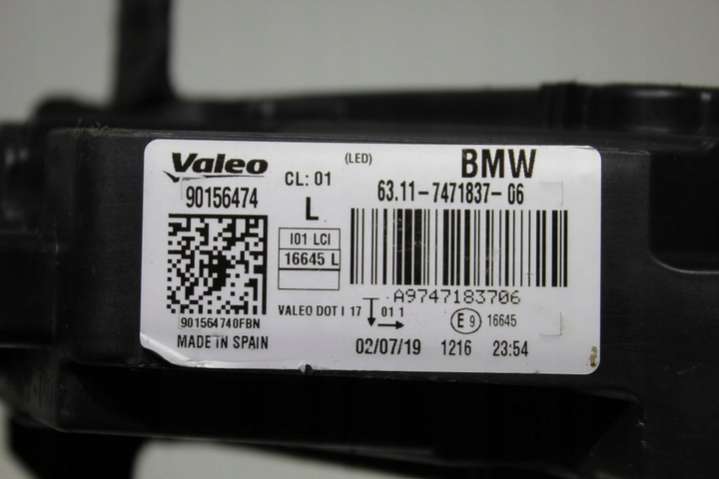 Valeo
90156474
901564740FBN
MADE IN SPAIN
CL: 01
L
I01 LCI
16645 L
VALEO DOT I 17
01 1
(LED)
BMW
63.11-7471837-06
A9747183706
E9 16645
02/07/19 1216 23:54